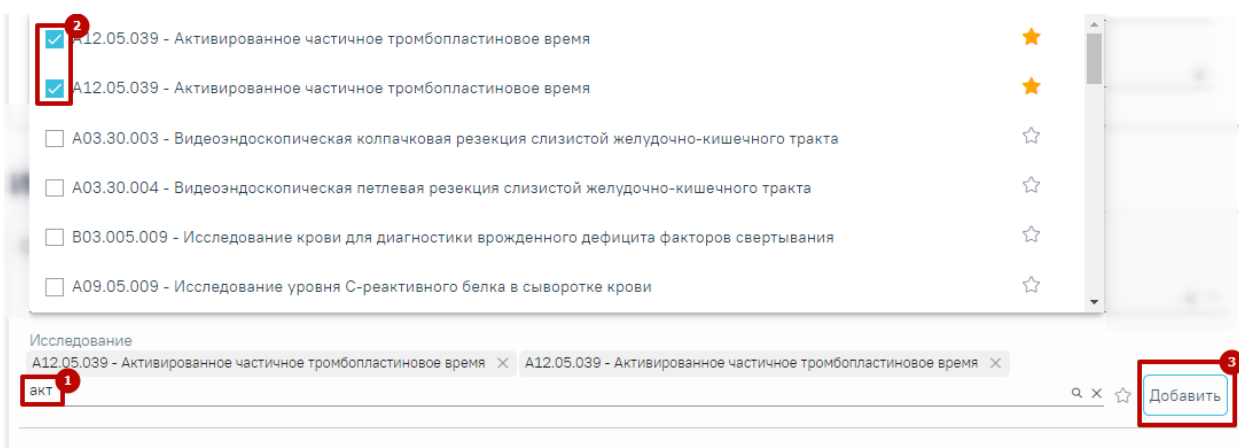 2
A12.05.039 - Активированное частичное тромбопластиновое время
A12.05.039 - Активированное частичное тромбопластиновое время
A03.30.003 - Видеоэндоскопическая колпачковая резекция слизистой желудочно-кишечного тракта
A03.30.004 - Видеоэндоскопическая петлевая резекция слизистой желудочно-кишечного тракта
B03.005.009 - Исследование крови для диагностики врожденного дефицита факторов свертывания
A09.05.009 - Исследование уровня С-реактивного белка в сыворотке крови
Исследование
A12.05.039 - Активированное частичное тромбопластиновое время A12.05.039 - Активированное частичное тромбопластиновое время
3
акт 1
Добавить